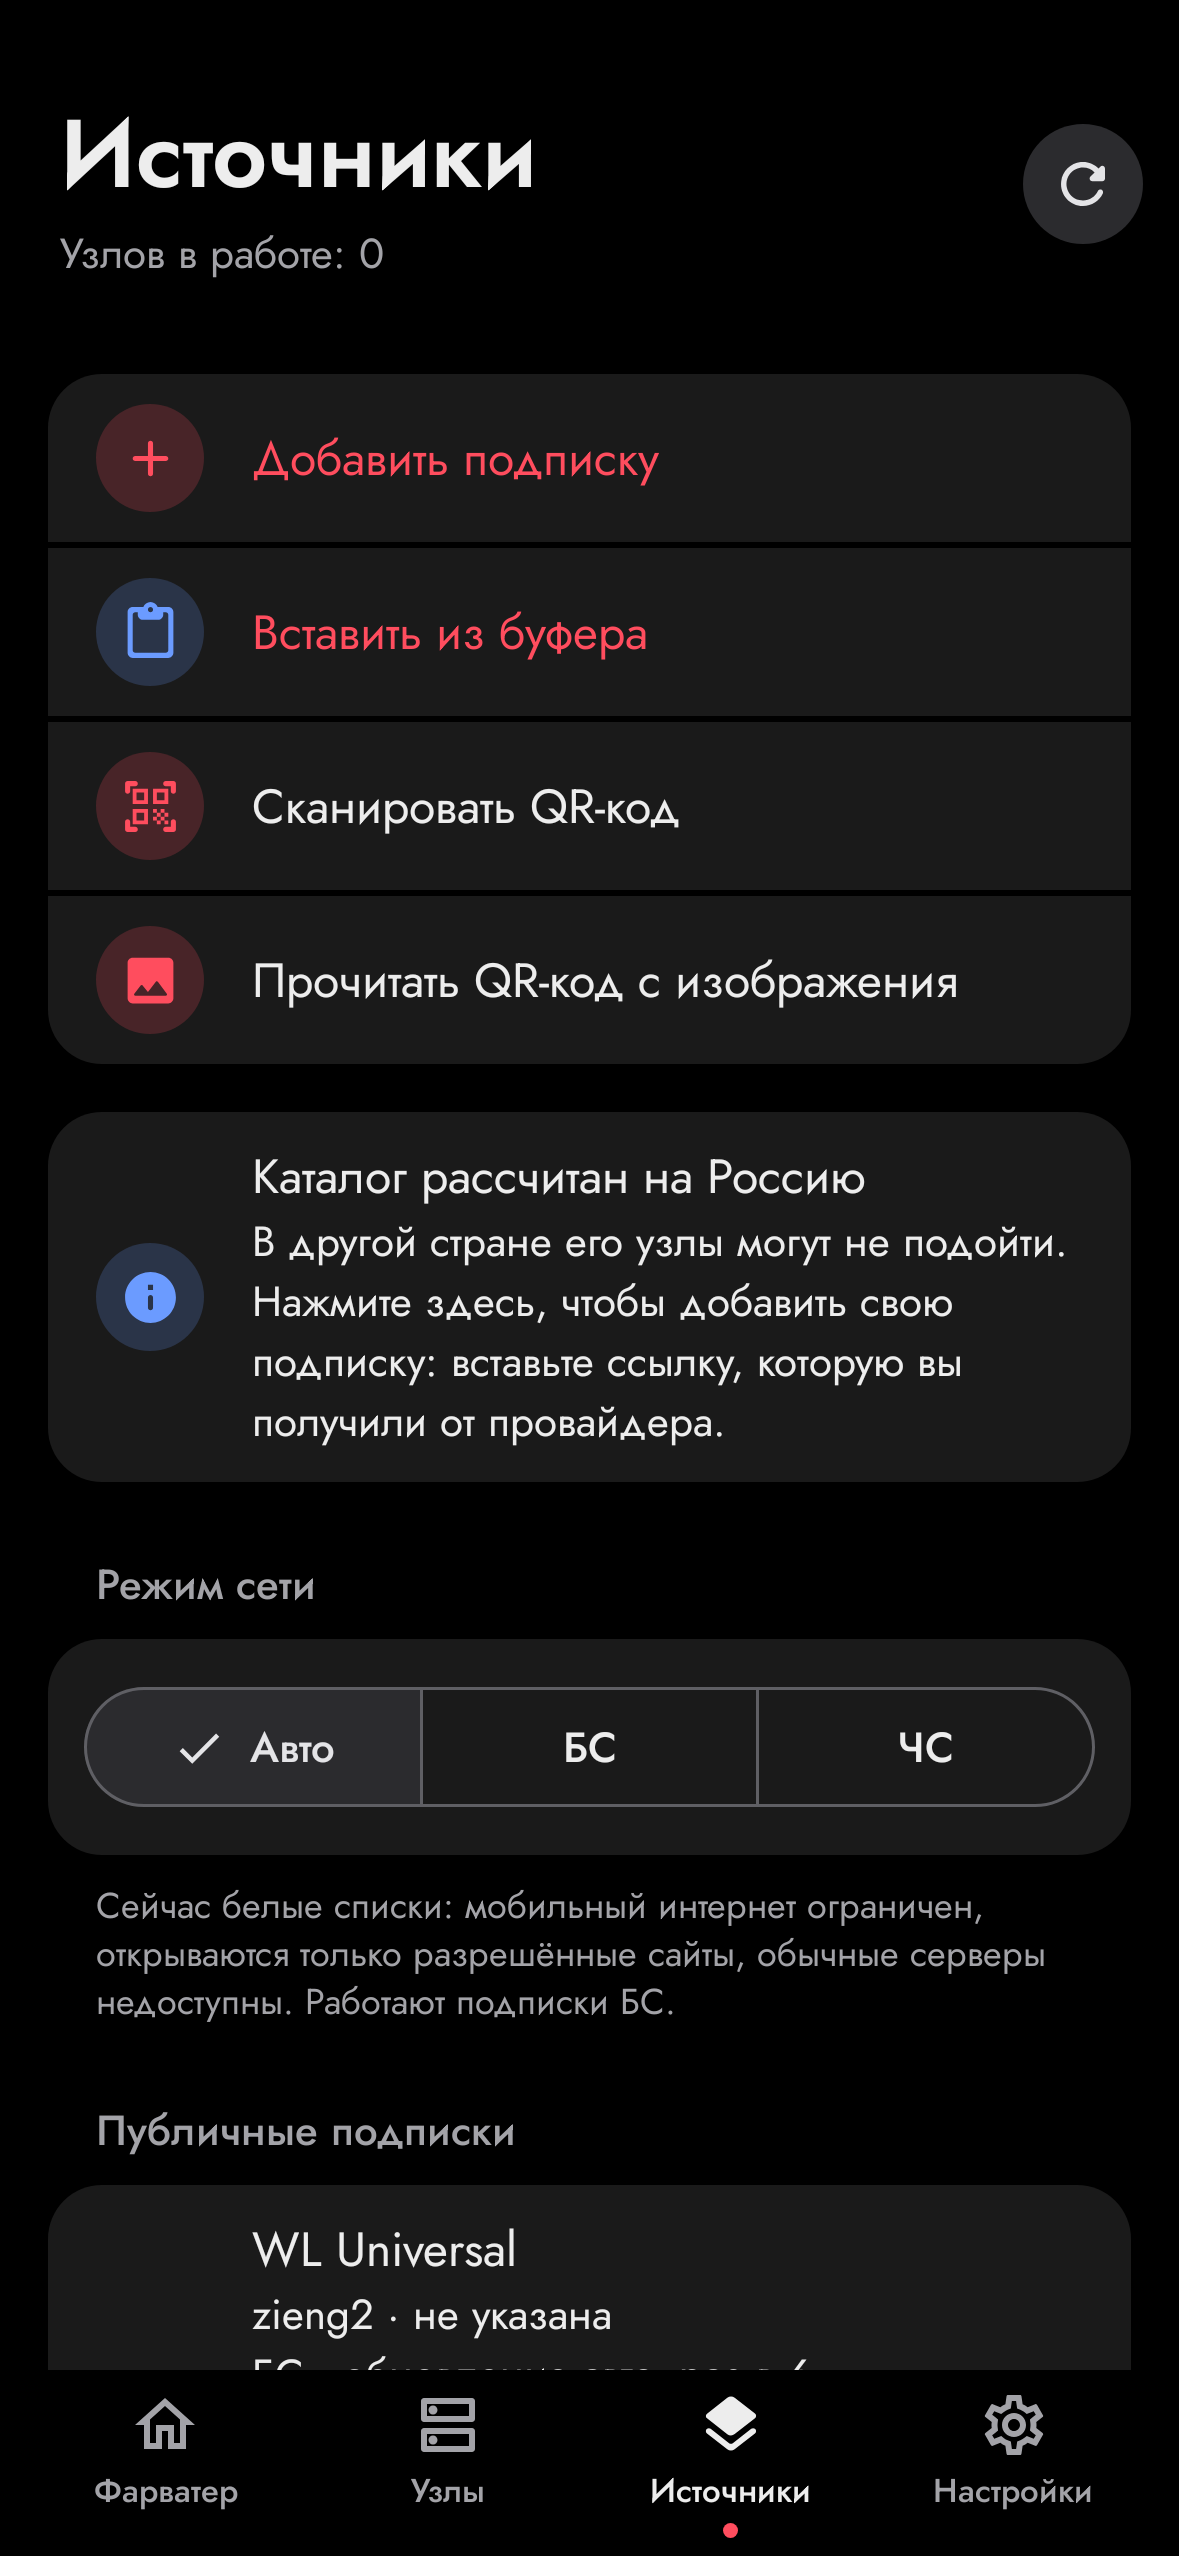 Источники
Узлов в работе: 0
Добавить подписку
Вставить из буфера
Сканировать QR-код
Прочитать QR-код с изображения
Каталог рассчитан на Россию
В другой стране его узлы могут не подойти.
Нажмите здесь, чтобы добавить свою
подписку: вставьте ссылку, которую вы
получили от провайдера.
Режим сети
Авто
БС
ЧС
Сейчас белые списки: мобильный интернет ограничен,
открываются только разрешённые сайты, обычные серверы
недоступны. Работают подписки БС.
Публичные подписки
WL Universal
zieng2 · не указана
Фарватер
Узлы
Источники
Настройки